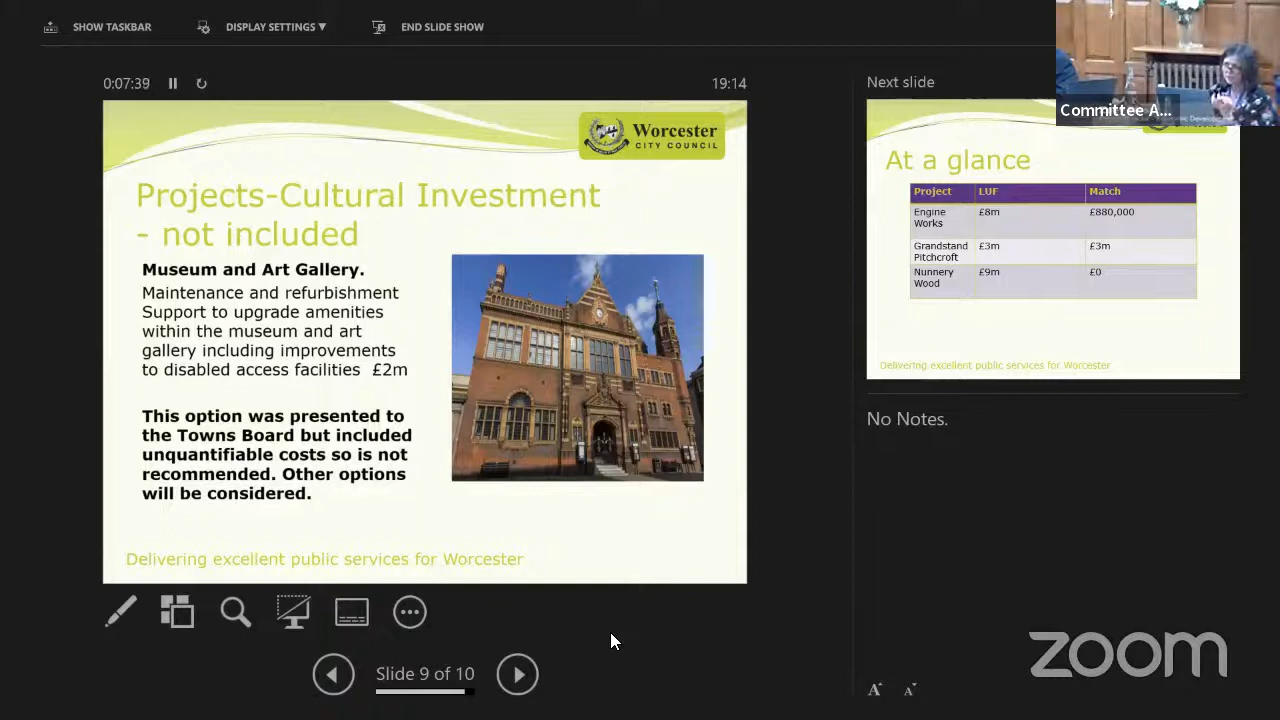 SHOW TASKBAR
DISPLAY SETTINGS ▼
END SLIDE SHOW
0:07:39
19:14
Worcester
CITY COUNCIL
Projects-Cultural Investment
- not included
Museum and Art Gallery.
Maintenance and refurbishment
Support to upgrade amenities
within the museum and art
gallery including improvements
to disabled access facilities £2m
This option was presented to
the Towns Board but included
unquantifiable costs so is not
recommended. Other options
will be considered.
Delivering excellent public services for Worcester
Slide 9 of 10
Next slide
Committee A...
At a glance
Project LUF Match
Engine £8m £880,000
Works
Grandstand £3m £3m
Pitchcroft
Nunnery £9m £0
Wood
Delivering excellent public services for Worcester
No Notes.
A A
zoom